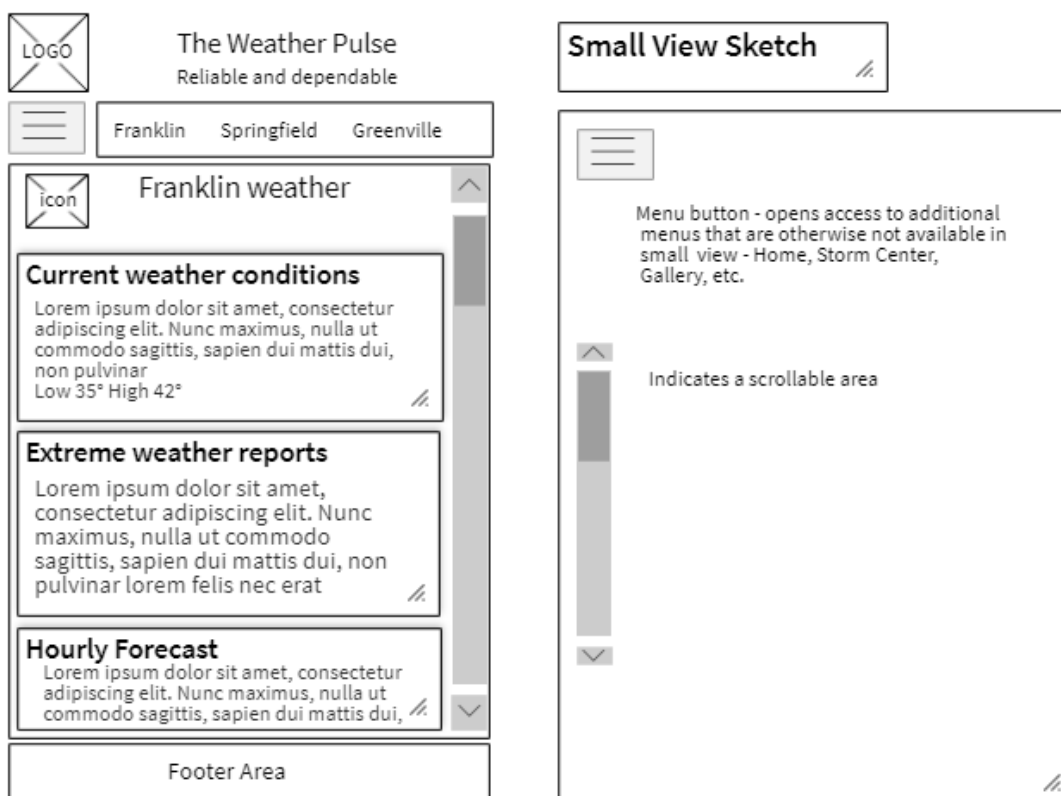 LOGO
The Weather Pulse
Reliable and dependable
Franklin Springfield Greenville
icon
Franklin weather
Current weather conditions
Lorem ipsum dolor sit amet, consectetur
adipiscing elit. Nunc maximus, nulla ut
commodo sagittis, sapien dui mattis dui,
non pulvinar
Low 35° High 42°
Extreme weather reports
Lorem ipsum dolor sit amet,
consectetur adipiscing elit. Nunc
maximus, nulla ut commodo
sagittis, sapien dui mattis dui, non
pulvinar lorem felis nec erat
Hourly Forecast
Lorem ipsum dolor sit amet, consectetur
adipiscing elit. Nunc maximus, nulla ut
commodo sagittis, sapien dui mattis dui,
Footer Area
Small View Sketch
Menu button - opens access to additional
menus that are otherwise not available in
small view - Home, Storm Center,
Gallery, etc.
Indicates a scrollable area